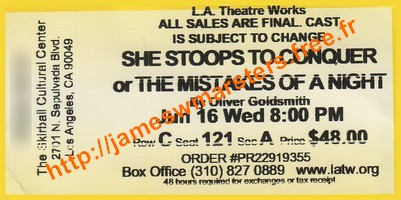 The Skirball Cultural Center
2701 N. Sepulveda Blvd.
Los Angeles, CA 90049
L.A. Theatre Works
ALL SALES ARE FINAL. CAST
IS SUBJECT TO CHANGE
SHE STOOPS TO CONQUER
or THE MISTAKES OF A NIGHT
By Oliver Goldsmith
Jun 16 Wed 8:00 PM
Row C Seat 121 Sec A Price $48.00
ORDER #PR22919355
Box Office (310) 827 0889 www.latw.org
48 hours required for exchanges or tax receipt.
http://jameswmarsters.free.fr